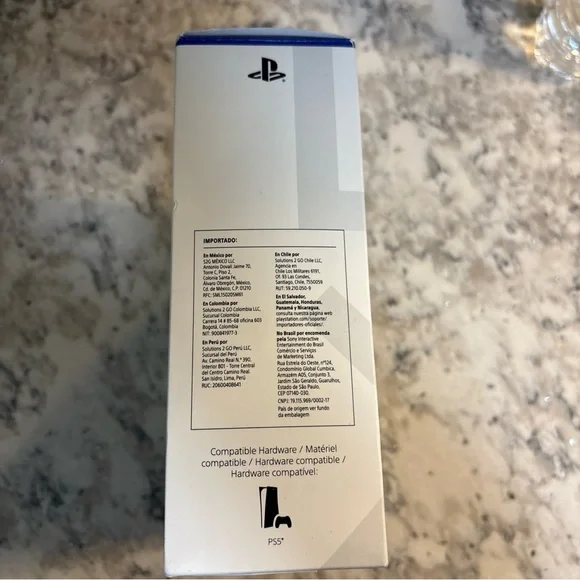 IMPORTADO:
En México por
S2G MÉXICO LLC
Antonio Dovali Jaime 70,
Torre C, Piso 2,
Colonia Santa Fe,
Álvaro Obregón, México,
Cd. de México, C.P. 01210
RFC: SML1502055M81
En Colombia por
Solutions 2 GO Colombia LLC,
Sucursal Colombia
Carrera 14 # 85-68 oficina 603
Bogotá, Colombia
NIT: 900841977-3
En Perú por
Solutions 2 GO Perú LLC,
Sucursal del Perú
Av. Camino Real N.° 390.
Interior 801 - Torre Central
del Centro Camino Real.
San Isidro, Lima, Perú
RUC: 20600408641
En Chile por
Solutions 2 GO Chile LLC,
Agencia en
Chile Los Militares 6191,
Of. 93 Las Condes,
Santiago, Chile, 7550059
RUT: 59.210.050-9
En El Salvador,
Guatemala, Honduras,
Panamá y Nicaragua:
consulta nuestra página web
playstation.com/soporte/
importadores-oficiales/.
No Brasil por encomenda
pela Sony Interactive
Entertainment do Brasil
Comércio e Serviços
de Marketing Ltda.
Rua Estrela do Oeste, nº124,
Condomínio Global Cumbica,
Armazém A05, Conjunto 3,
Jardim São Geraldo, Guarulhos,
Estado de São Paulo.
CEP 07140-030.
CNPJ: 19.115.969/0002-17
País de origem ver fundo
da embalagem
Compatible Hardware / Matériel
compatible / Hardware compatible /
Hardware compatível:
PS5®